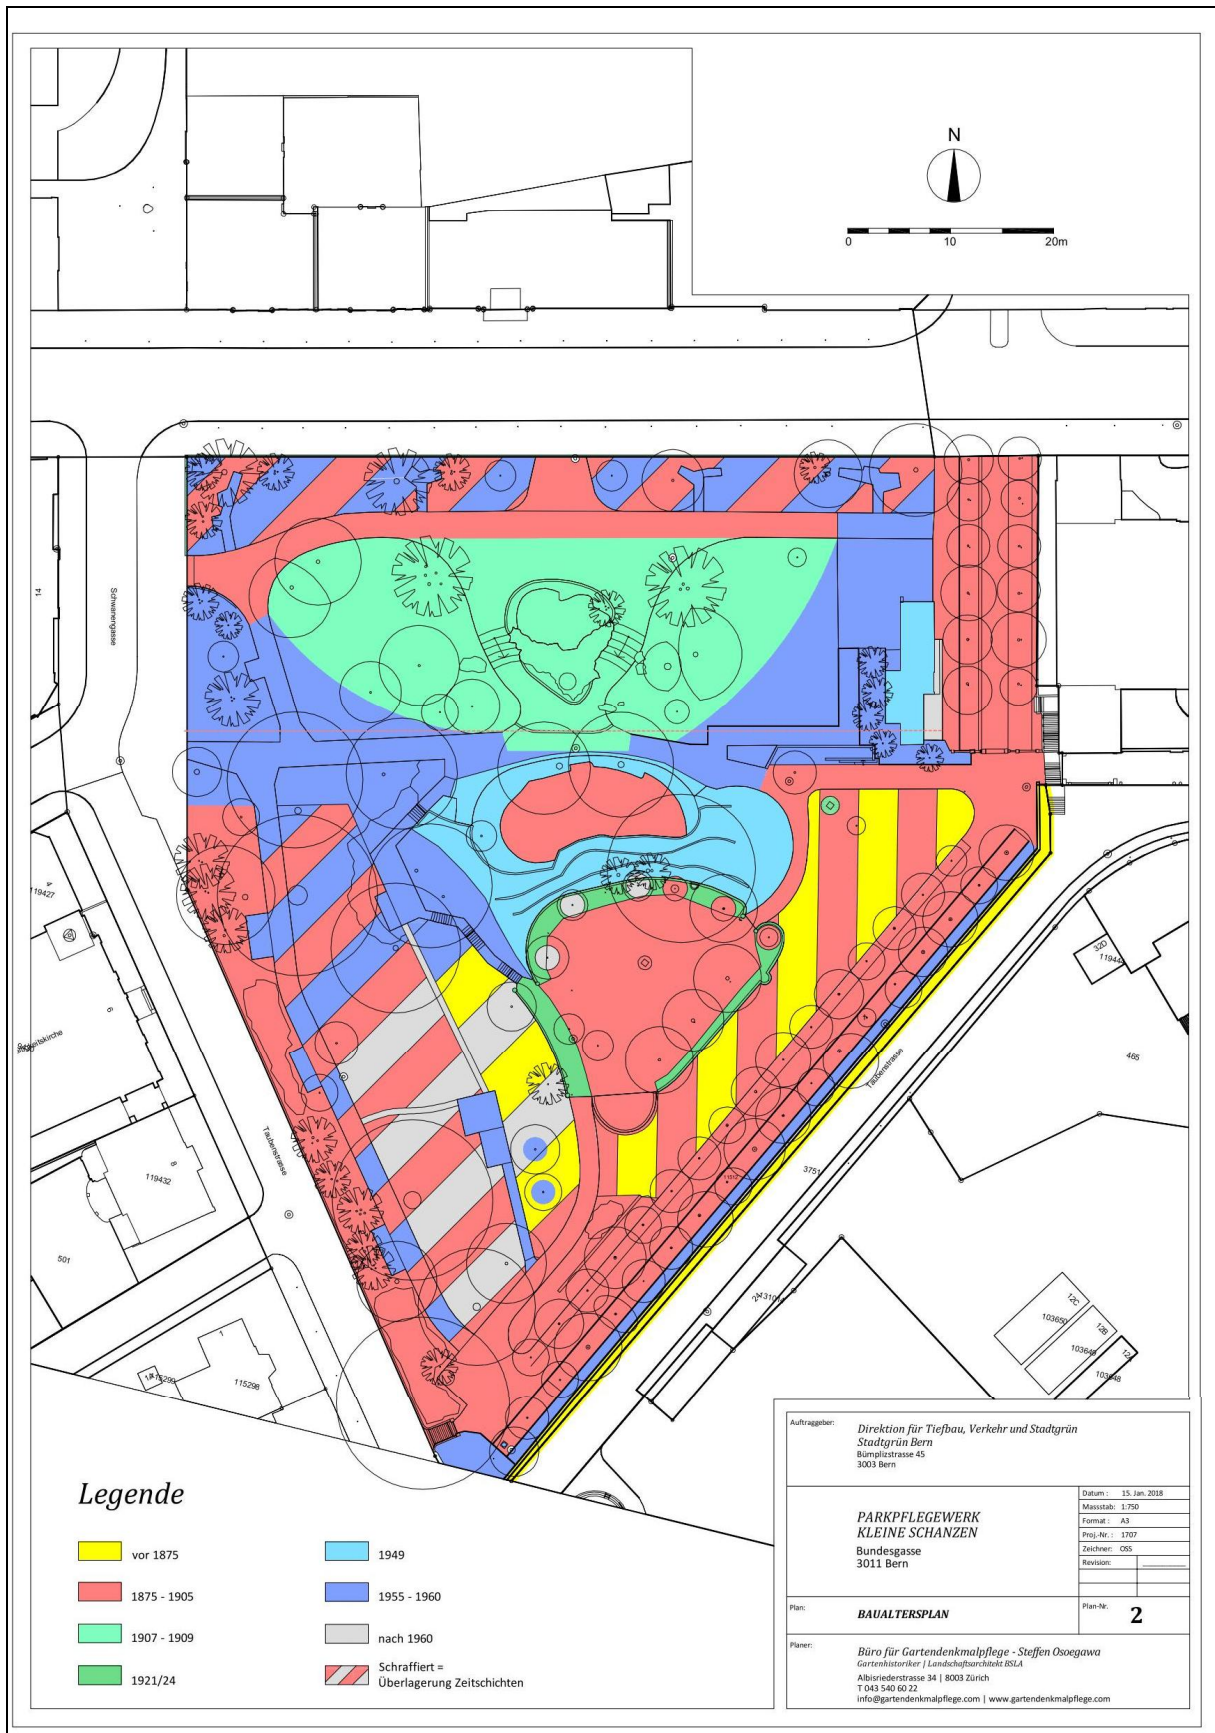 N
0 10 20m
Schwanengasse
14
4
119427
6
Taubenstrasse
8
119432
501
1
115298
Taubenstrasse
32D
465
3751
12C
103650
12B
103649
103648
Legende
vor 1875
1875 - 1905
1907 - 1909
1921/24
1949
1955 - 1960
nach 1960
Schraffiert =
Überlagerung Zeitschichten
Auftraggeber:
Direktion für Tiefbau, Verkehr und Stadtgrün
Stadtgrün Bern
Bümplizstrasse 45
3003 Bern
PARKPFLEGEWERK
KLEINE SCHANZEN
Bundesgasse
3011 Bern
Datum : 15. Jan. 2018
Massstab: 1:750
Format : A3
Proj.-Nr. : 1707
Zeichner: OSS
Revision:
Plan:
BAUALTERSPLAN
Plan-Nr.
2
Planer:
Büro für Gartendenkmalpflege - Steffen Osoegawa
Gartenhistoriker | Landschaftsarchitekt BSLA
Albisriederstrasse 34 | 8003 Zürich
T 043 540 60 22
info@gartendenkmalpflege.com | www.gartendenkmalpflege.com